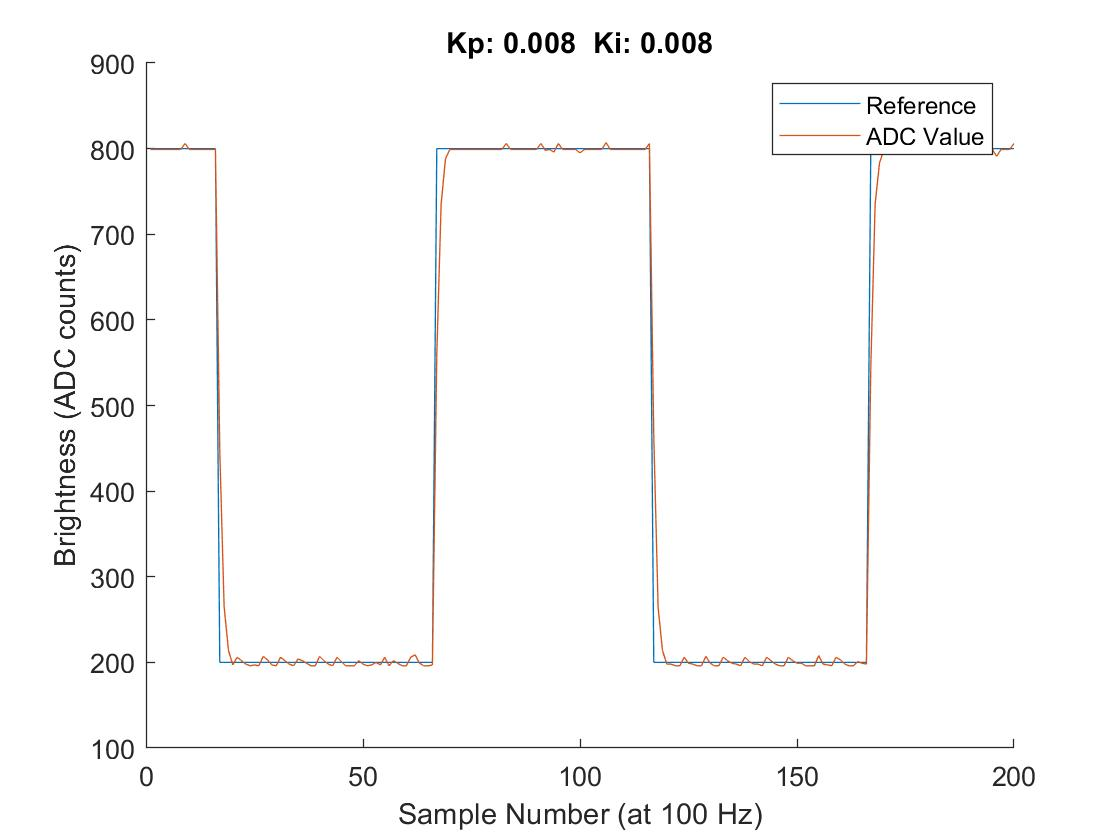 Kp: 0.008  Ki: 0.008
900
800
700
600
500
400
300
200
100
Brightness (ADC counts)
Reference
ADC Value
0 50 100 150 200
Sample Number (at 100 Hz)